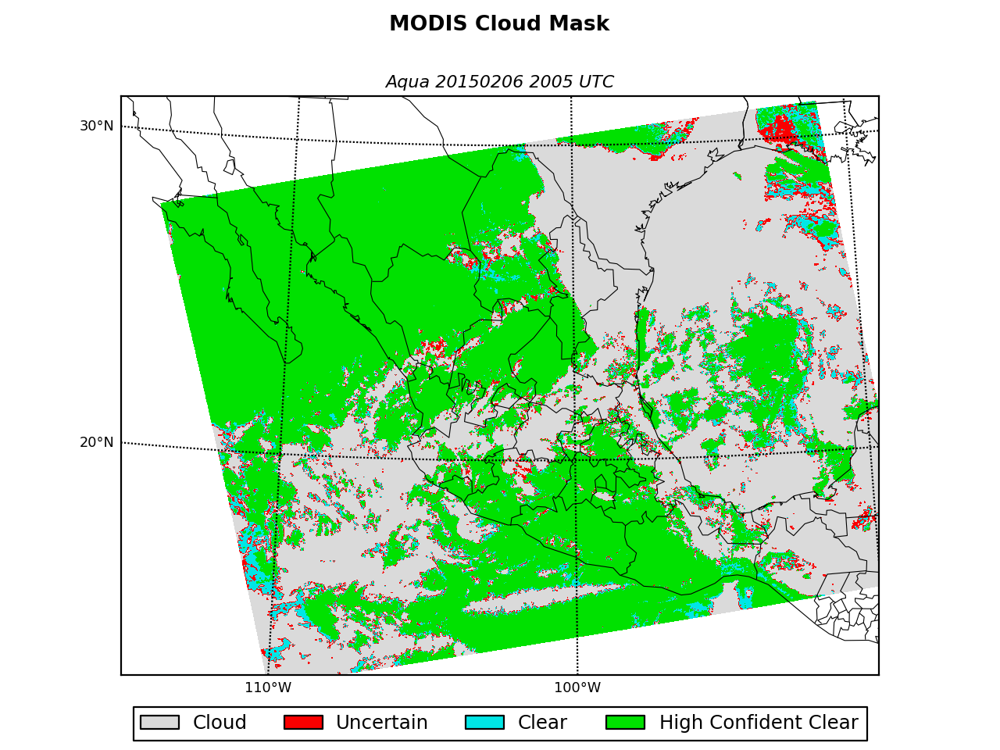 MODIS Cloud Mask
Aqua 20150206 2005 UTC
30°N
20°N
110°W
100°W
Cloud Uncertain Clear High Confident Clear